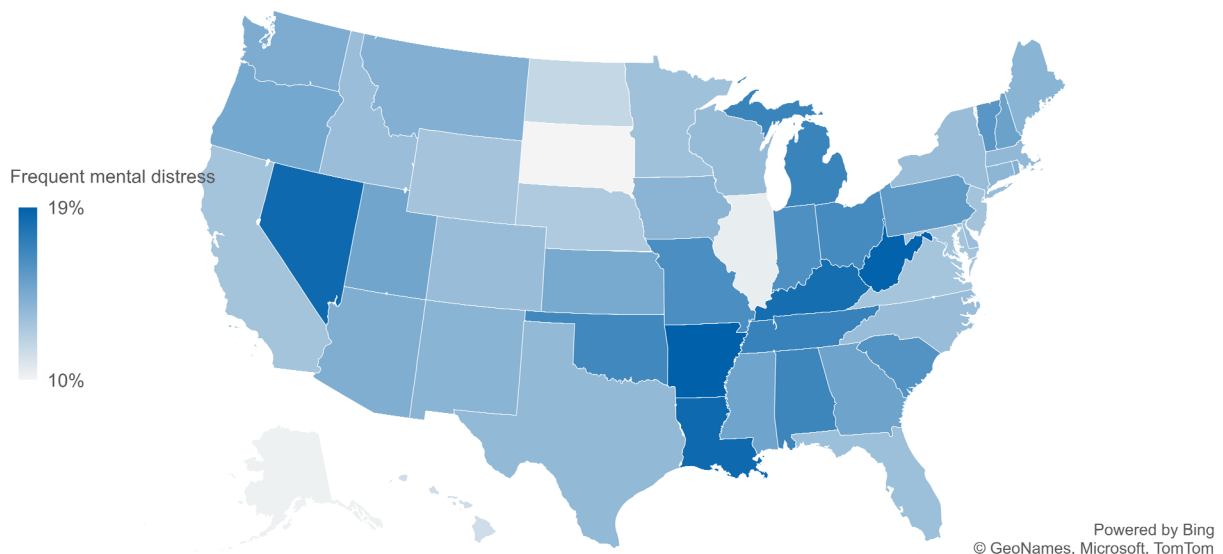 Frequent mental distress
19%
10%
Powered by Bing
© GeoNames, Microsoft, TomTom